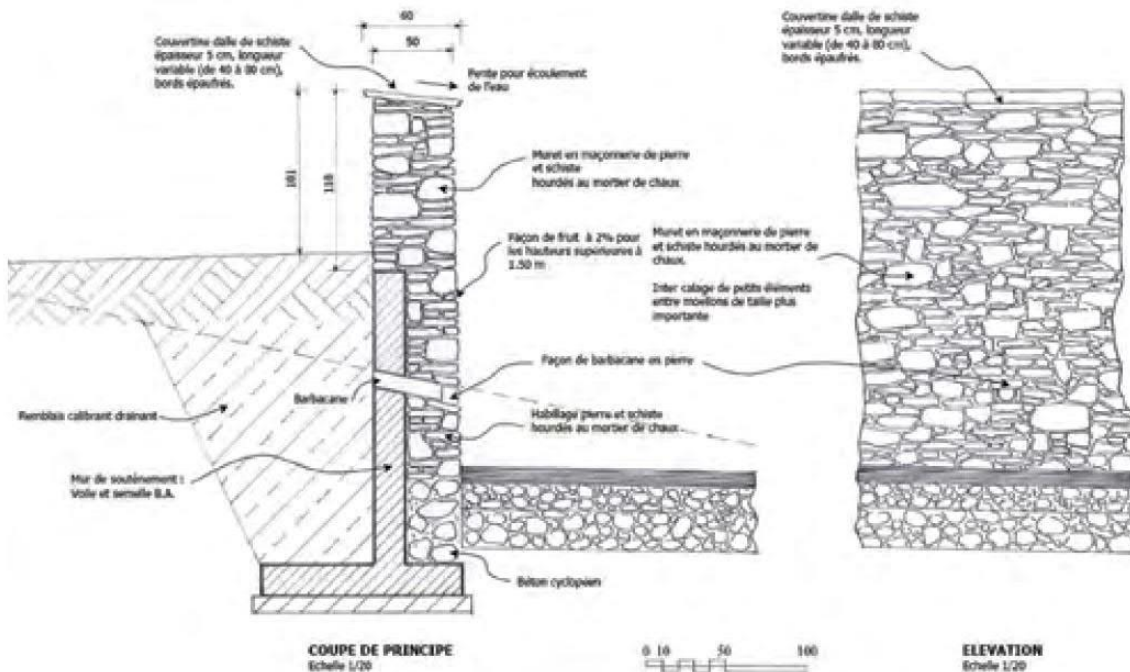 60
50
Couvertine dalle de schiste
épaisseur 5 cm, longueur
variable (de 40 à 80 cm),
bords épaufrés.
Pente pour écoulement
de l'eau
101
110
Muret en maçonnerie de pierre
et schiste
hourdés au mortier de chaux
Façon de fruit à 2% pour
les hauteurs supérieures à
1.50 m
Façon de barbacane en pierre
Barbacane
Remblais calibrant drainant
Habillage pierre et schiste
hourdés au mortier de chaux
Mur de soutènement :
Voile et semelle B.A.
Béton cyclopéen
COUPE DE PRINCIPE
Echelle 1/20
0 10 50 100
Couvertine dalle de schiste
épaisseur 5 cm, longueur
variable (de 40 à 80 cm),
bords épaufrés.
Muret en maçonnerie de pierre
et schiste hourdés au mortier de
chaux.
Inter calage de petits éléments
entre moellons de taille plus
importante
ELEVATION
Echelle 1/20